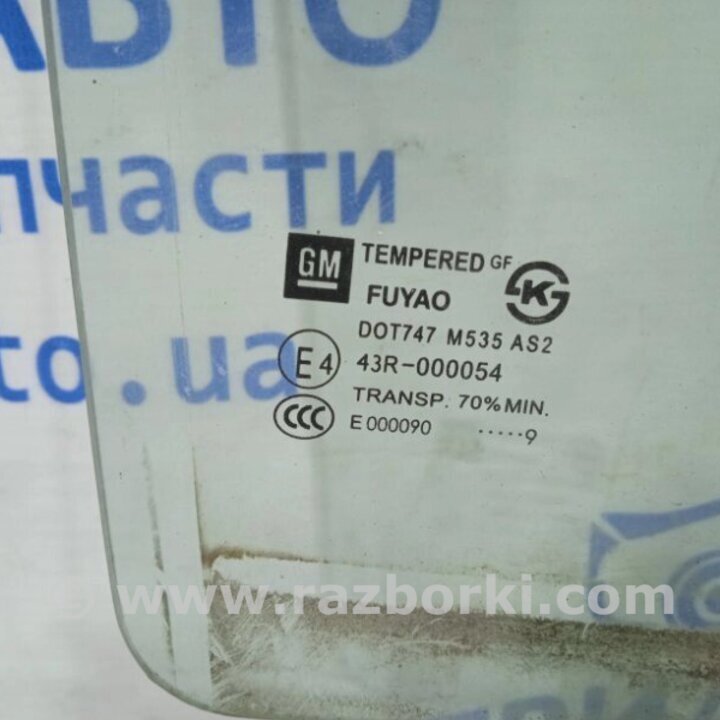 АВТО
пчасти
to.ua
GM TEMPERED GF
FUYAO
DOT747 M535 AS2
E4 43R-000054
TRANSP. 70% MIN.
CCC E 000090 .....9
www.razborki.com